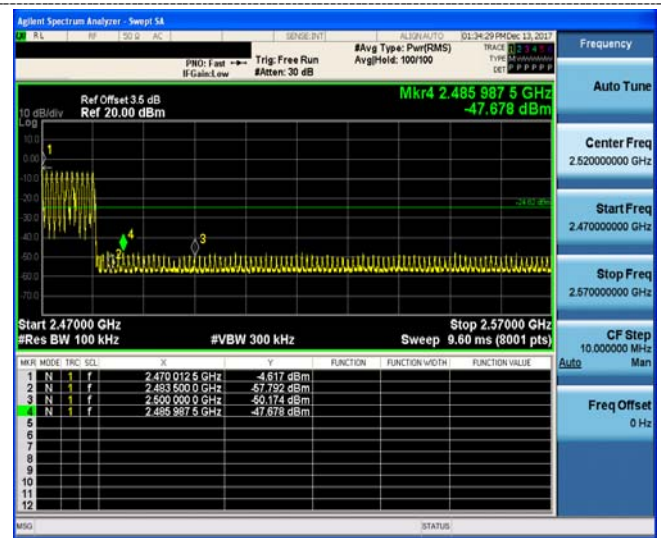 Agilent Spectrum Analyzer - Swept SA
RL RF 50 Ω AC SENSE:INT ALIGN AUTO 01:34:29 PM Dec 13, 2017
#Avg Type: Pwr(RMS) TRACE 1 2 3 4 5 6
PNO: Fast Trig: Free Run Avg|Hold: 100/100 TYPE
IFGain:Low #Atten: 30 dB DET P P P P P P
Frequency
Mkr4 2.485 987 5 GHz
-47.678 dBm
Ref Offset 3.5 dB
10 dB/div Ref 20.00 dBm
Log
10.0
0.00
-10.0
-20.0
-30.0
-40.0
-50.0
-60.0
-70.0
1
2
4
3
-24.62 dBm
Start 2.47000 GHz Stop 2.57000 GHz
#Res BW 100 kHz #VBW 300 kHz Sweep 9.60 ms (8001 pts)
MKR MODE TRC SCL X Y FUNCTION FUNCTION WIDTH FUNCTION VALUE
1 N 1 f 2.470 012 5 GHz -4.617 dBm
2 N 1 f 2.483 500 0 GHz -57.792 dBm
3 N 1 f 2.500 000 0 GHz -50.174 dBm
4 N 1 f 2.485 987 5 GHz -47.678 dBm
5
6
7
8
9
10
11
12
MSG STATUS
Auto Tune
Center Freq
2.520000000 GHz
Start Freq
2.470000000 GHz
Stop Freq
2.570000000 GHz
CF Step
10.000000 MHz
Auto Man
Freq Offset
0 Hz